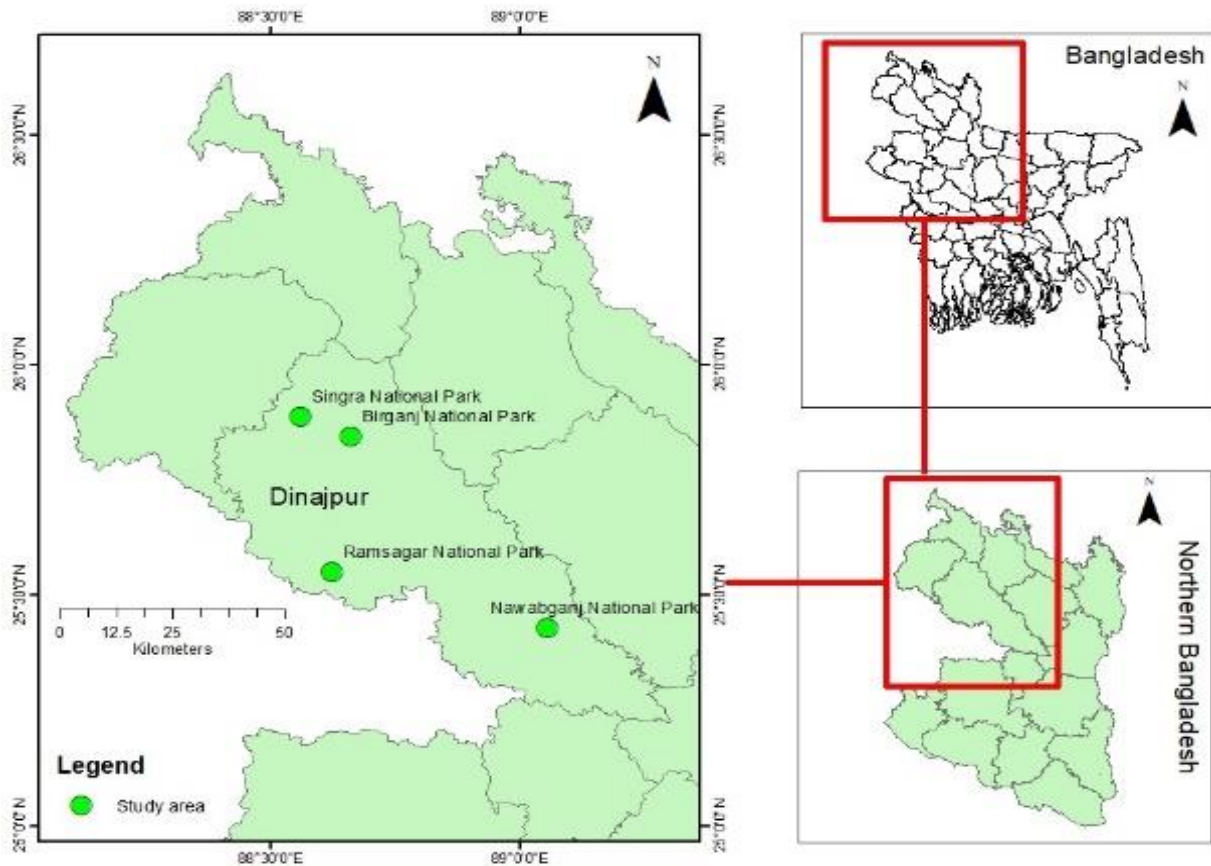 88°30'0"E
89°0'0"E
N
26°30'0"N
26°30'0"N
26°0'0"N
26°0'0"N
Singra National Park
Birganj National Park
Dinajpur
Ramsagar National Park
25°30'0"N
25°30'0"N
Nawabganj National Park
0 12.5 25 50
Kilometers
Legend
Study area
25°0'0"N
25°0'0"N
88°30'0"E
89°0'0"E
Bangladesh
N
N
Northern Bangladesh